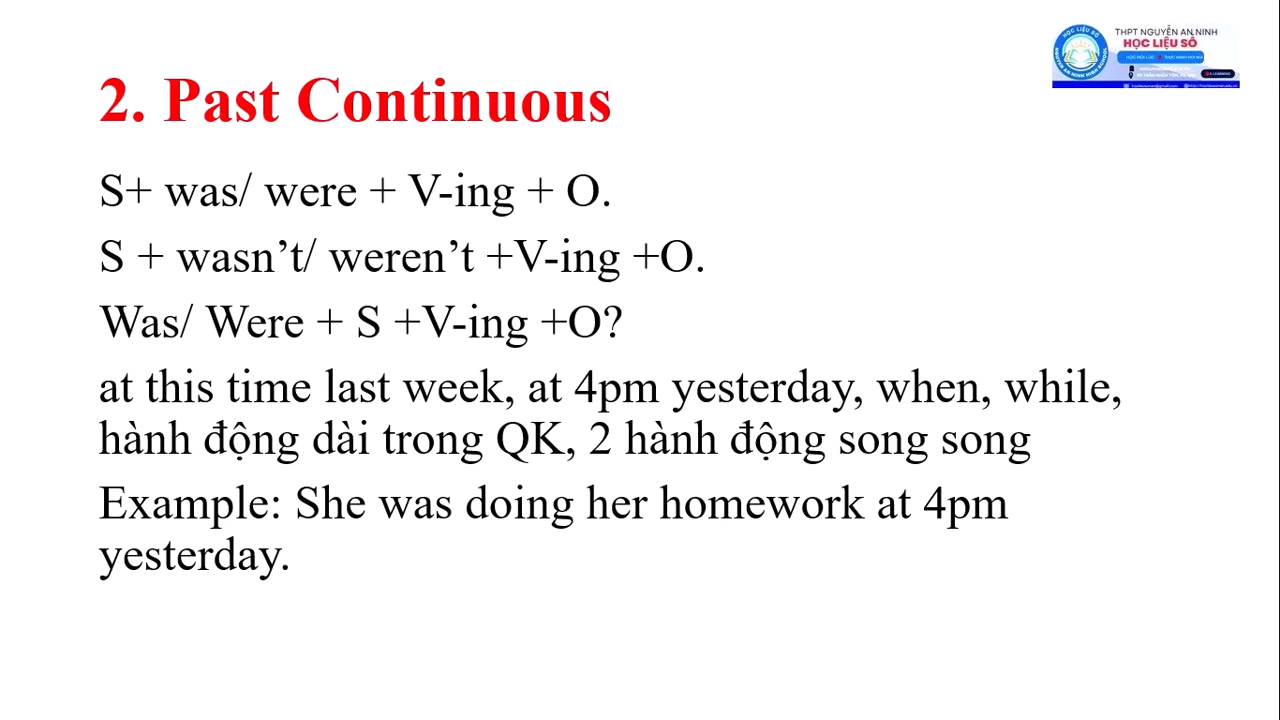 THPT NGUYỄN AN NINH
HỌC LIỆU SỐ
2. Past Continuous
S+ was/ were + V-ing + O.
S + wasn’t/ weren’t +V-ing +O.
Was/ Were + S +V-ing +O?
at this time last week, at 4pm yesterday, when, while,
hành động dài trong QK, 2 hành động song song
Example: She was doing her homework at 4pm
yesterday.